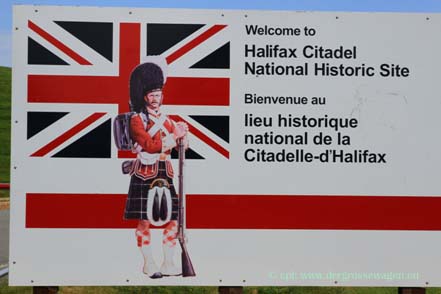 Welcome to
Halifax Citadel
National Historic Site
Bienvenue au
lieu historique
national de la
Citadelle-d'Halifax
www.dergrossewagen.eu